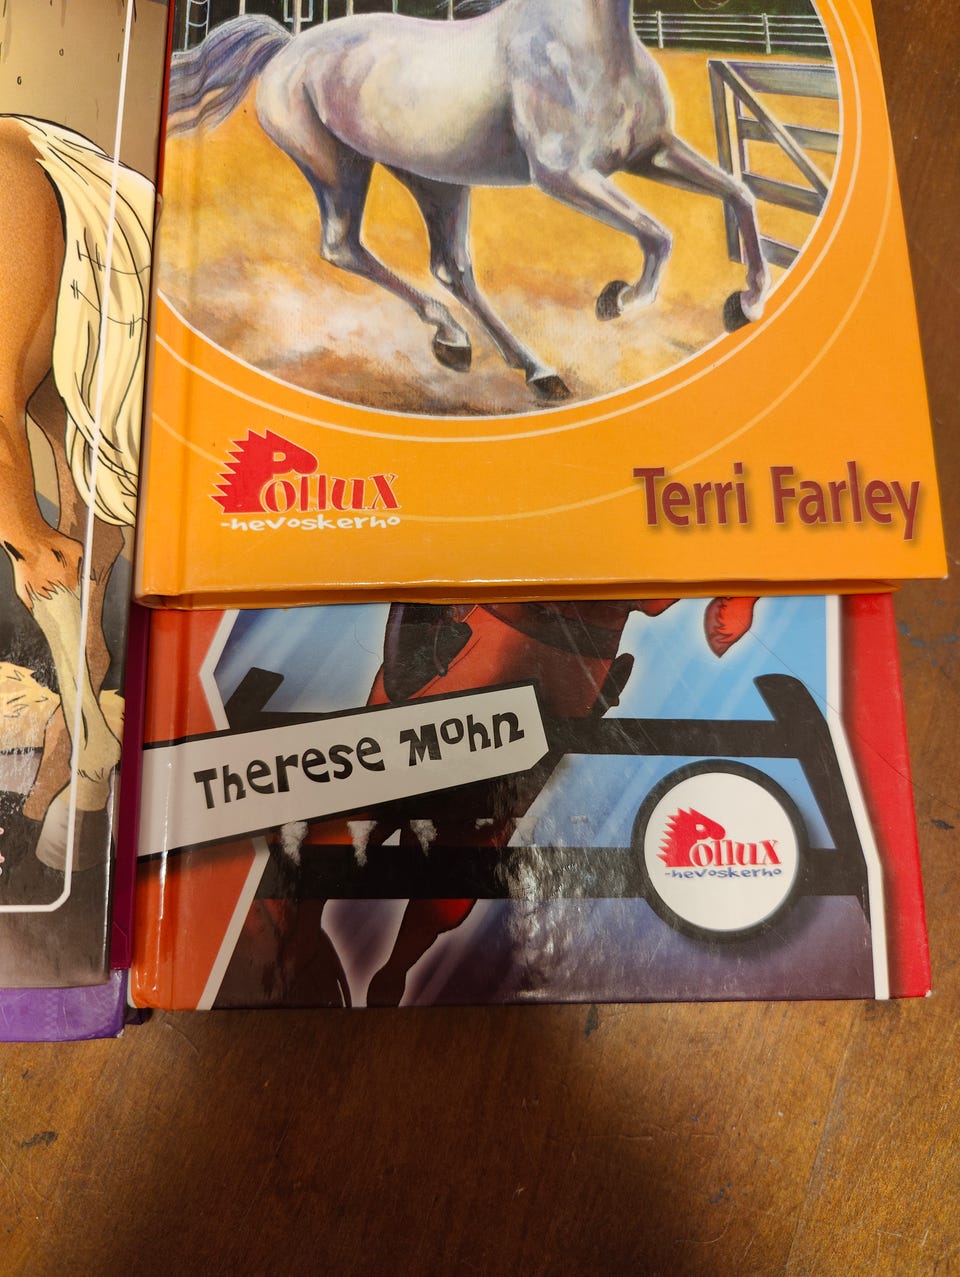 Pollux
-hevoskerho
Terri Farley
Therese Mohn
Pollux
-hevoskerho